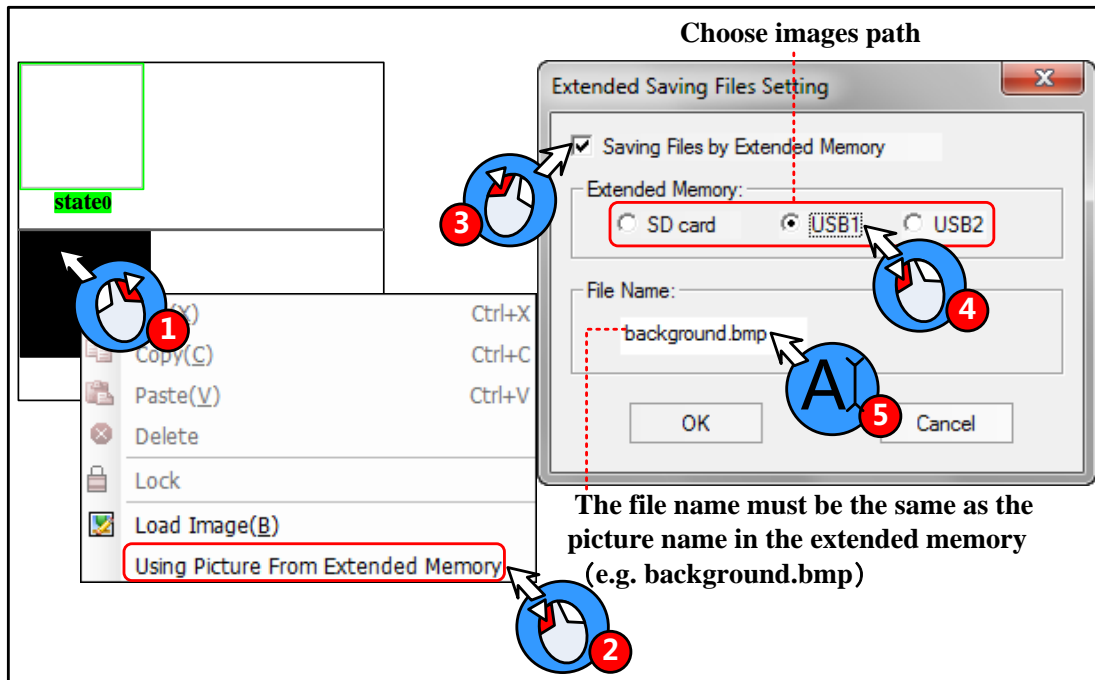 Choose images path
Extended Saving Files Setting
Saving Files by Extended Memory
Extended Memory:
SD card
USB1
USB2
File Name:
background.bmp
OK
Cancel
The file name must be the same as the
picture name in the extended memory
（e.g. background.bmp）
state0
(X)
Ctrl+X
Copy(C)
Ctrl+C
Paste(V)
Ctrl+V
Delete
Lock
Load Image(B)
Using Picture From Extended Memory
1
2
3
4
5
A